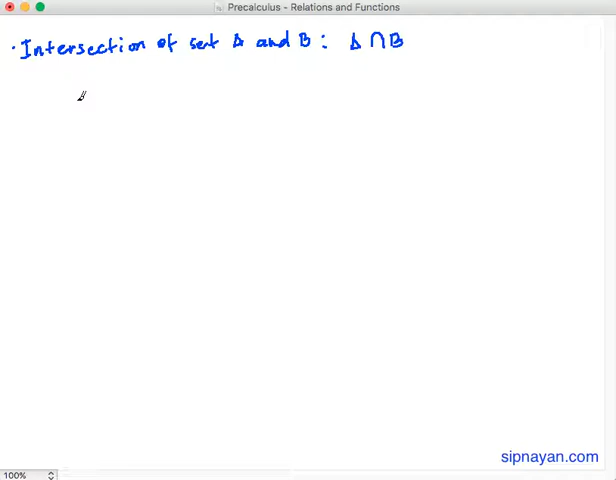 Precalculus - Relations and Functions
· Intersection of set A and B : A ∩ B
sipnayan.com
100%